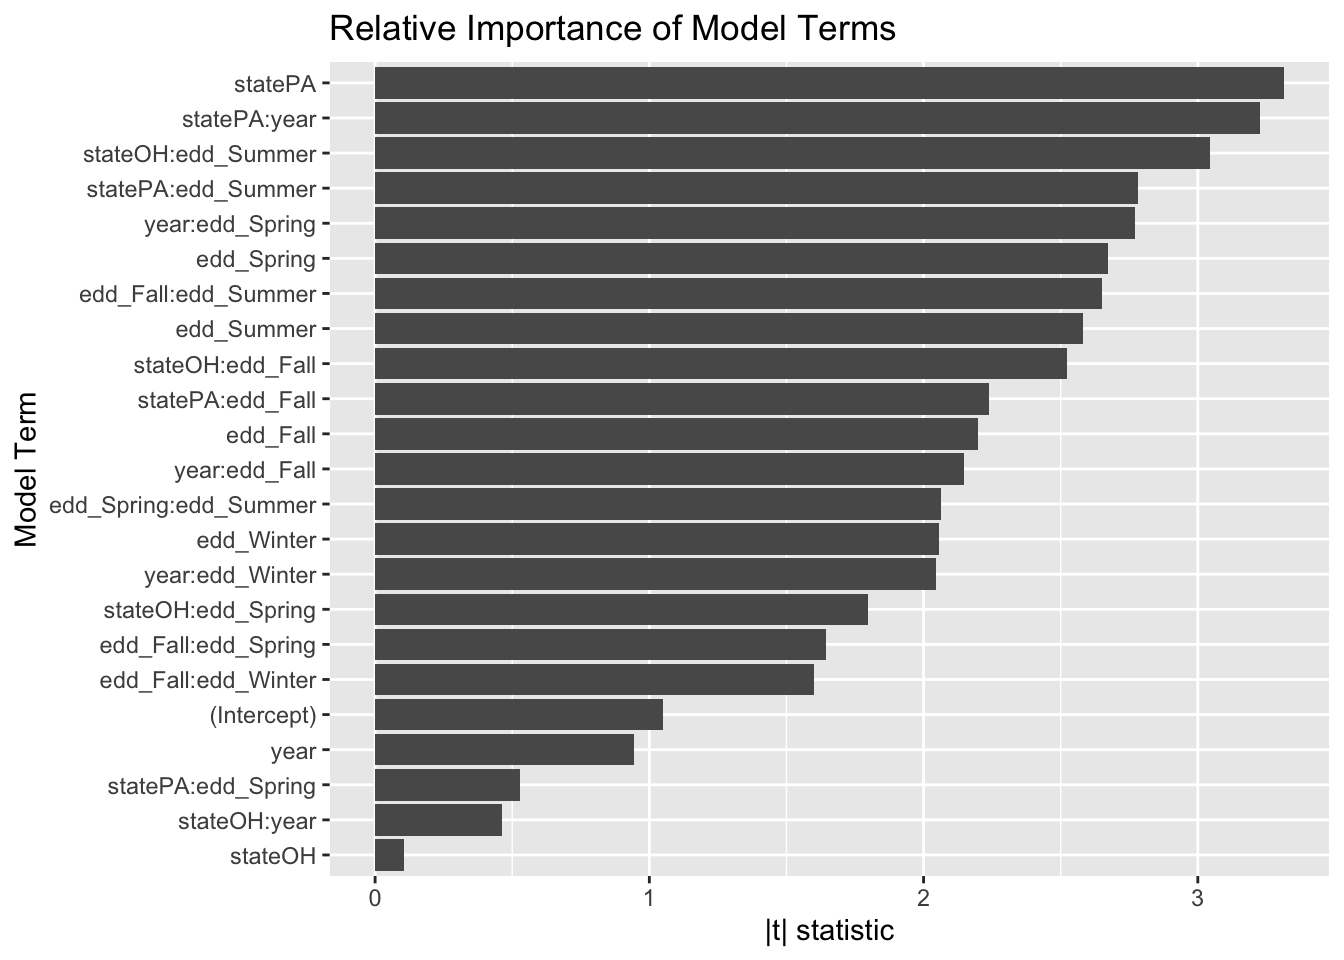 Relative Importance of Model Terms
statePA
statePA:year
stateOH:edd_Summer
statePA:edd_Summer
year:edd_Spring
edd_Spring
edd_Fall:edd_Summer
edd_Summer
stateOH:edd_Fall
statePA:edd_Fall
edd_Fall
year:edd_Fall
edd_Spring:edd_Summer
edd_Winter
year:edd_Winter
stateOH:edd_Spring
edd_Fall:edd_Spring
edd_Fall:edd_Winter
(Intercept)
year
statePA:edd_Spring
stateOH:year
stateOH
Model Term
0 1 2 3
|t| statistic